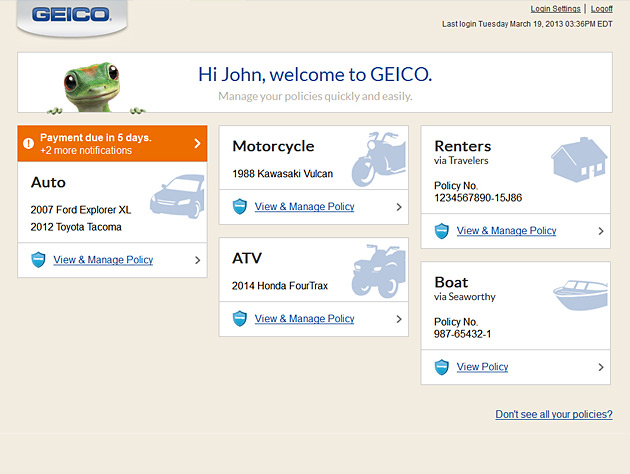 GEICO.
Login Settings | Logoff
Last login Tuesday March 19, 2013 03:36PM EDT
Hi John, welcome to GEICO.
Manage your policies quickly and easily.
Payment due in 5 days.
+2 more notifications
Auto
2007 Ford Explorer XL
2012 Toyota Tacoma
View & Manage Policy
Motorcycle
1988 Kawasaki Vulcan
View & Manage Policy
ATV
2014 Honda FourTrax
View & Manage Policy
Renters
via Travelers
Policy No.
1234567890-15J86
View & Manage Policy
Boat
via Seaworthy
Policy No.
987-65432-1
View Policy
Don't see all your policies?